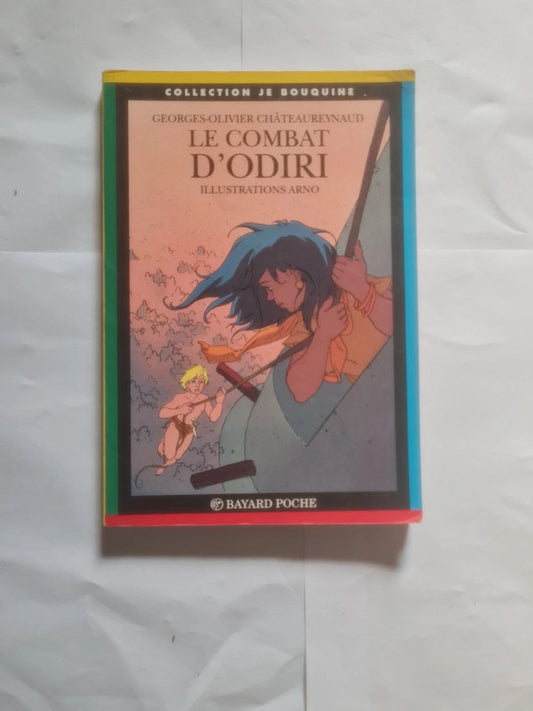 COLLECTION JE BOUQUINE
GEORGES-OLIVIER CHÂTEAUREYNAUD
LE COMBAT
D'ODIRI
ILLUSTRATIONS ARNO
BAYARD POCHE